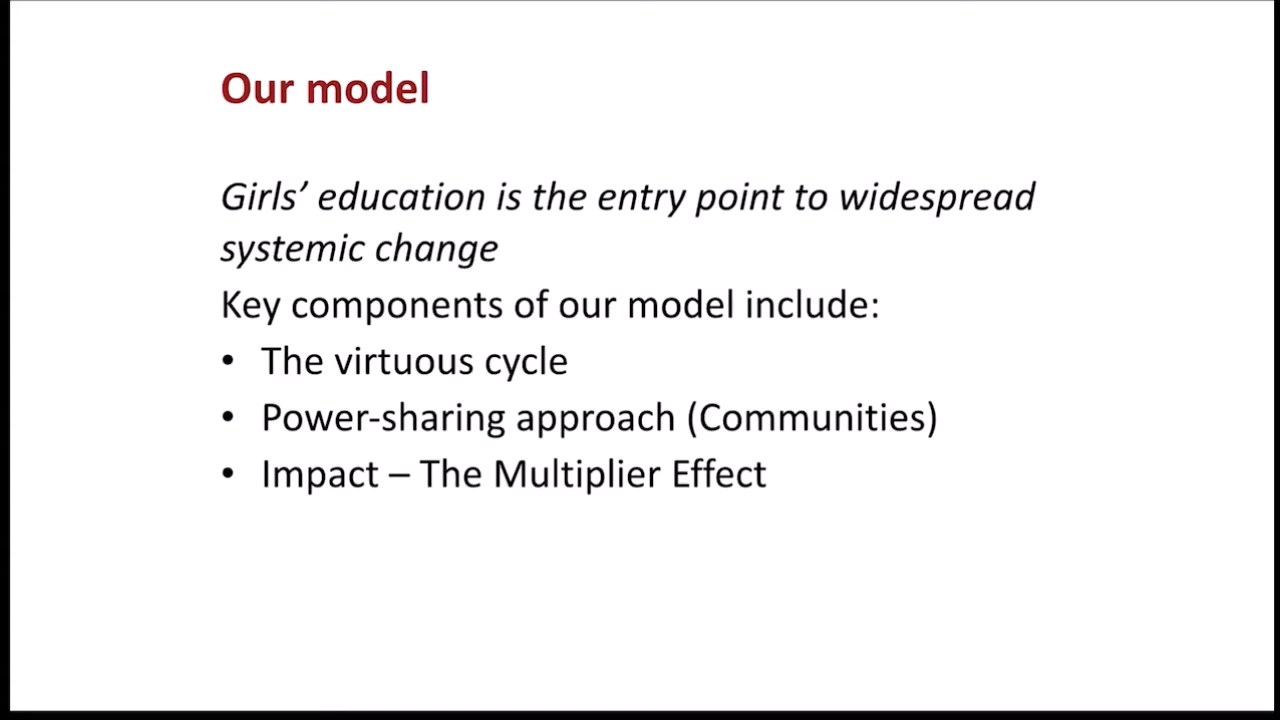 Our model
Girls’ education is the entry point to widespread
systemic change
Key components of our model include:
• The virtuous cycle
• Power-sharing approach (Communities)
• Impact – The Multiplier Effect